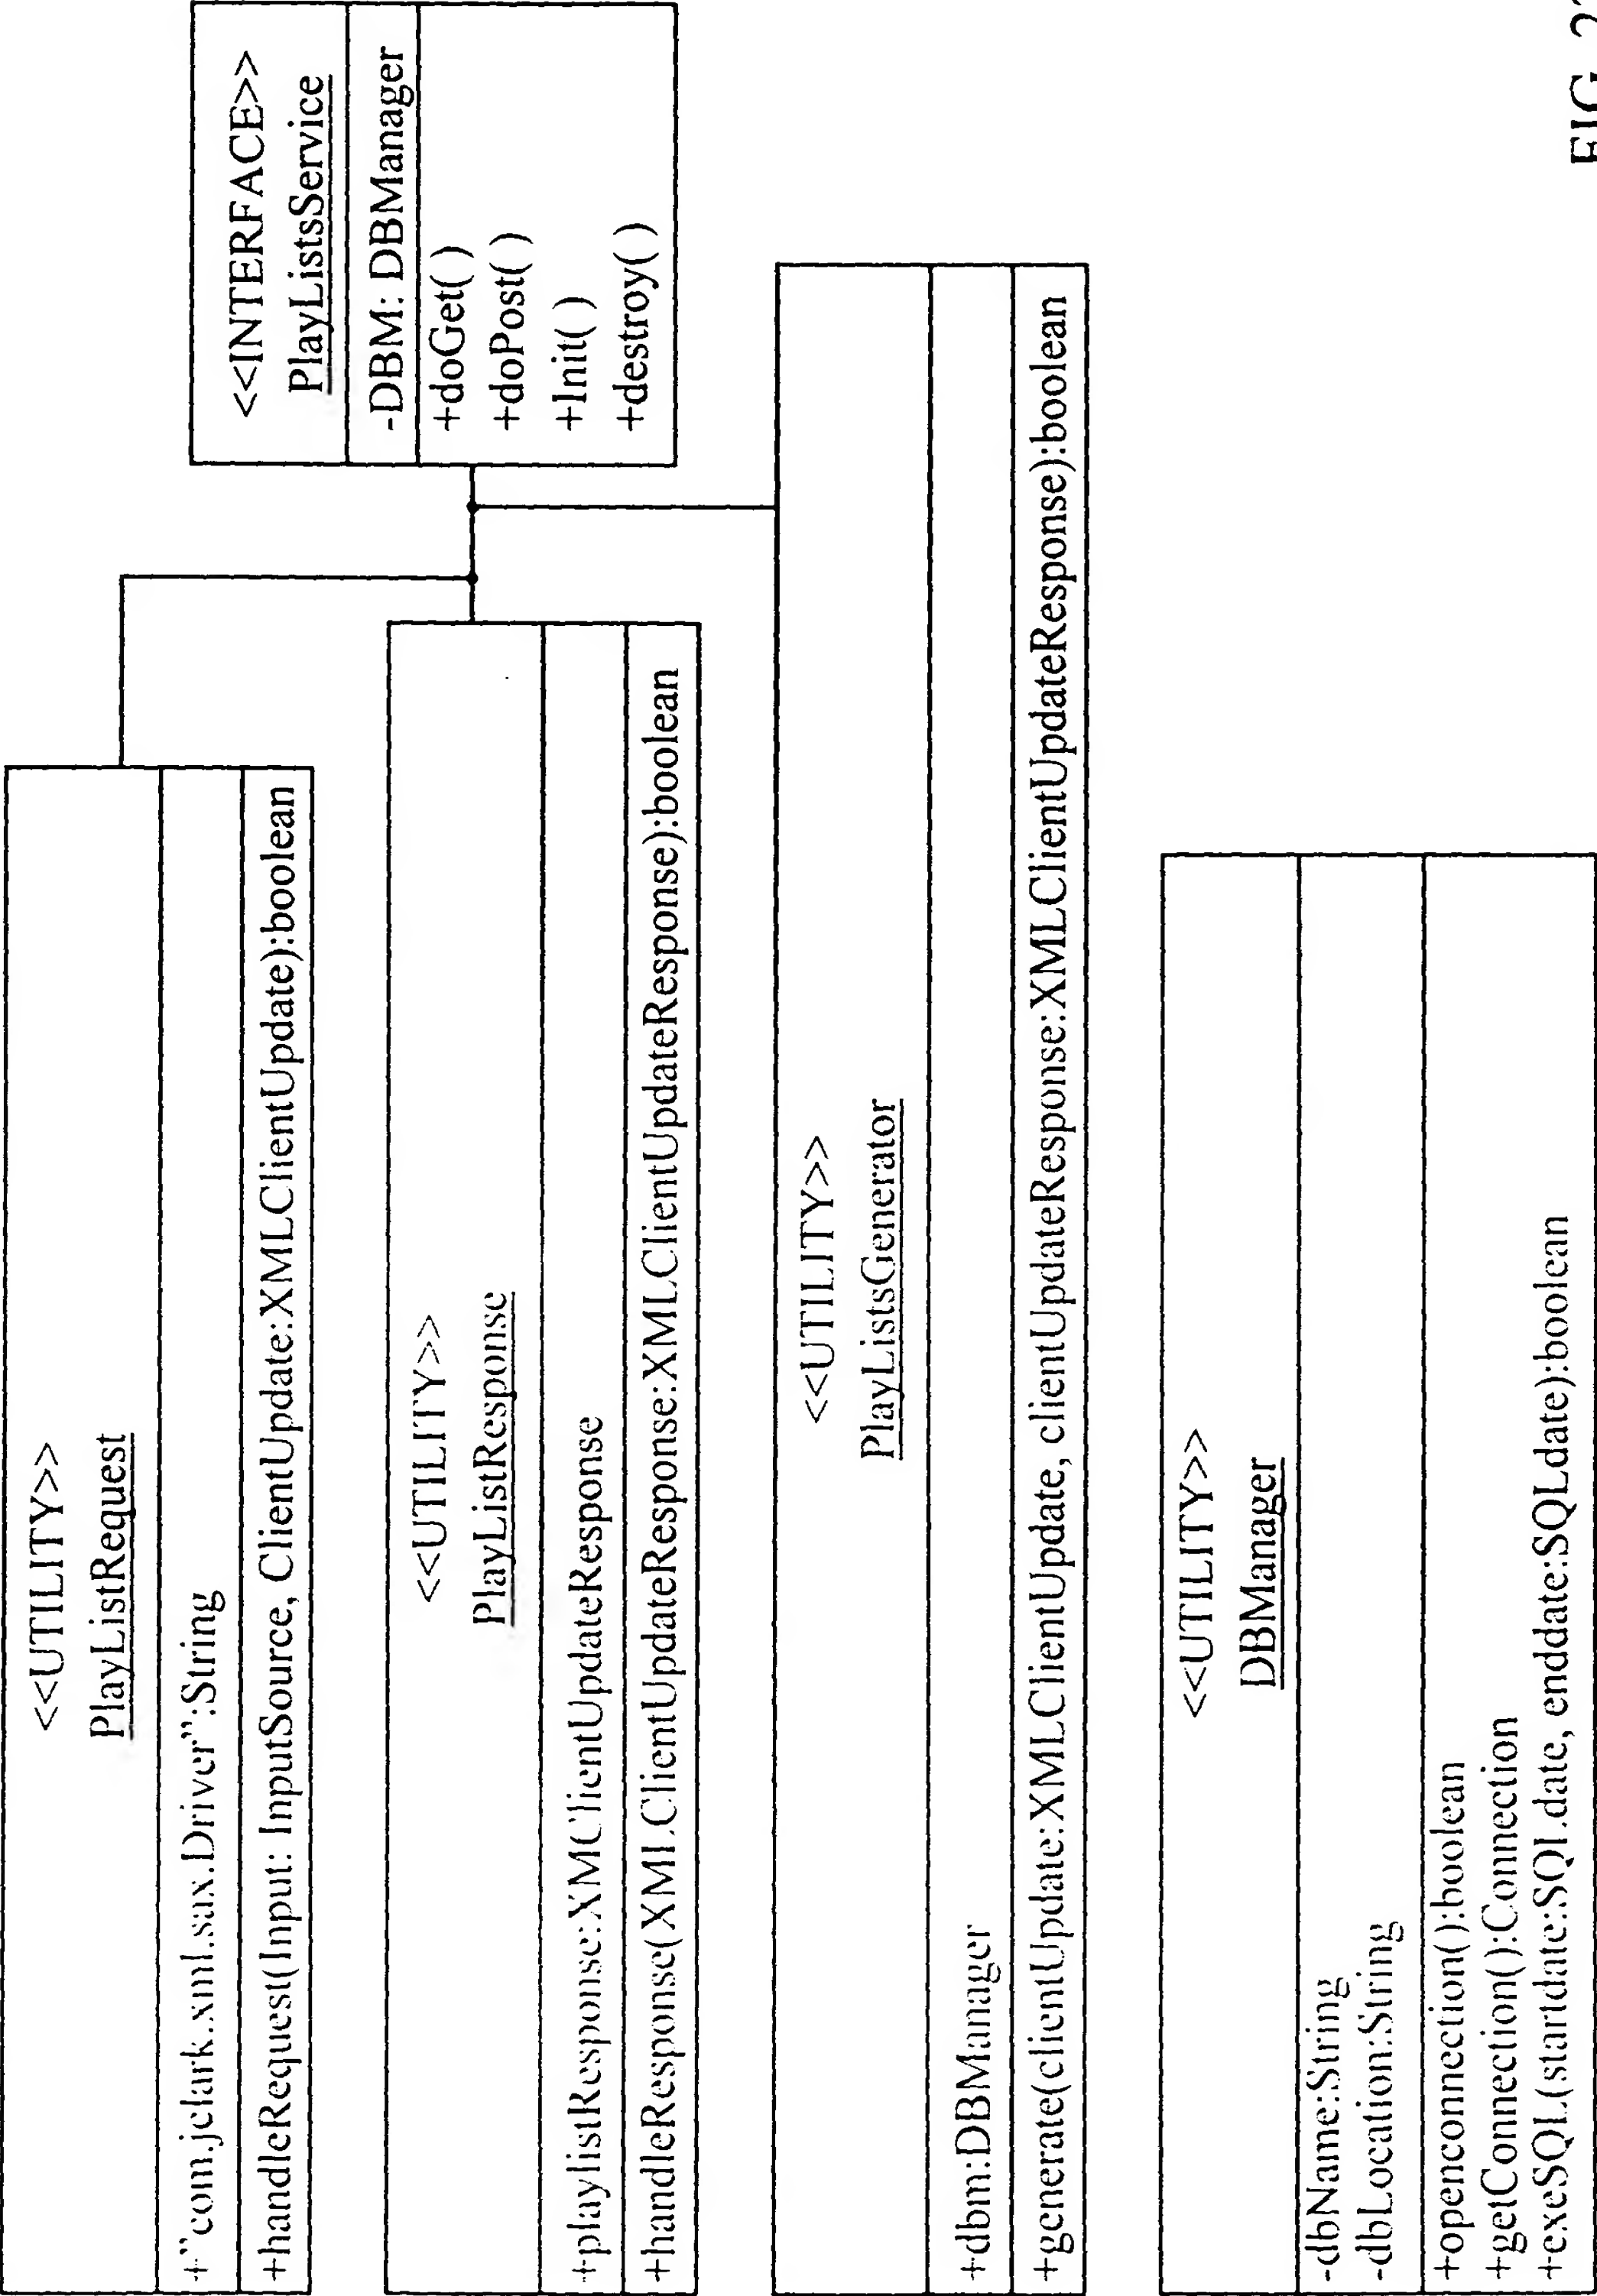 <<UTILITY>>
PlayListRequest
+"com.jclark.xml.sax.Driver":String
+handleRequest(Input: InputSource, ClientUpdate:XMLClientUpdate):boolean
<<UTILITY>>
PlayListResponse
+playlistResponse:XMClientUpdateResponse
+handleResponse(XMLClientUpdateResponse:XMLClientUpdateResponse):boolean
<<INTERFACE>>
PlayListsService
-DBM: DBManager
+doGet( )
+doPost( )
+Init( )
+destroy( )
<<UTILITY>>
PlayListsGenerator
+dbm:DBManager
+generate(clientUpdate:XMLClientUpdate, clientUpdateResponse:XMLClientUpdateResponse):boolean
<<UTILITY>>
DBManager
-dbName:String
-dbLocation:String
+openconnection():boolean
+getConnection():Connection
+exeSQL(startdate:SQLdate, enddate:SQLdate):boolean
FIG.